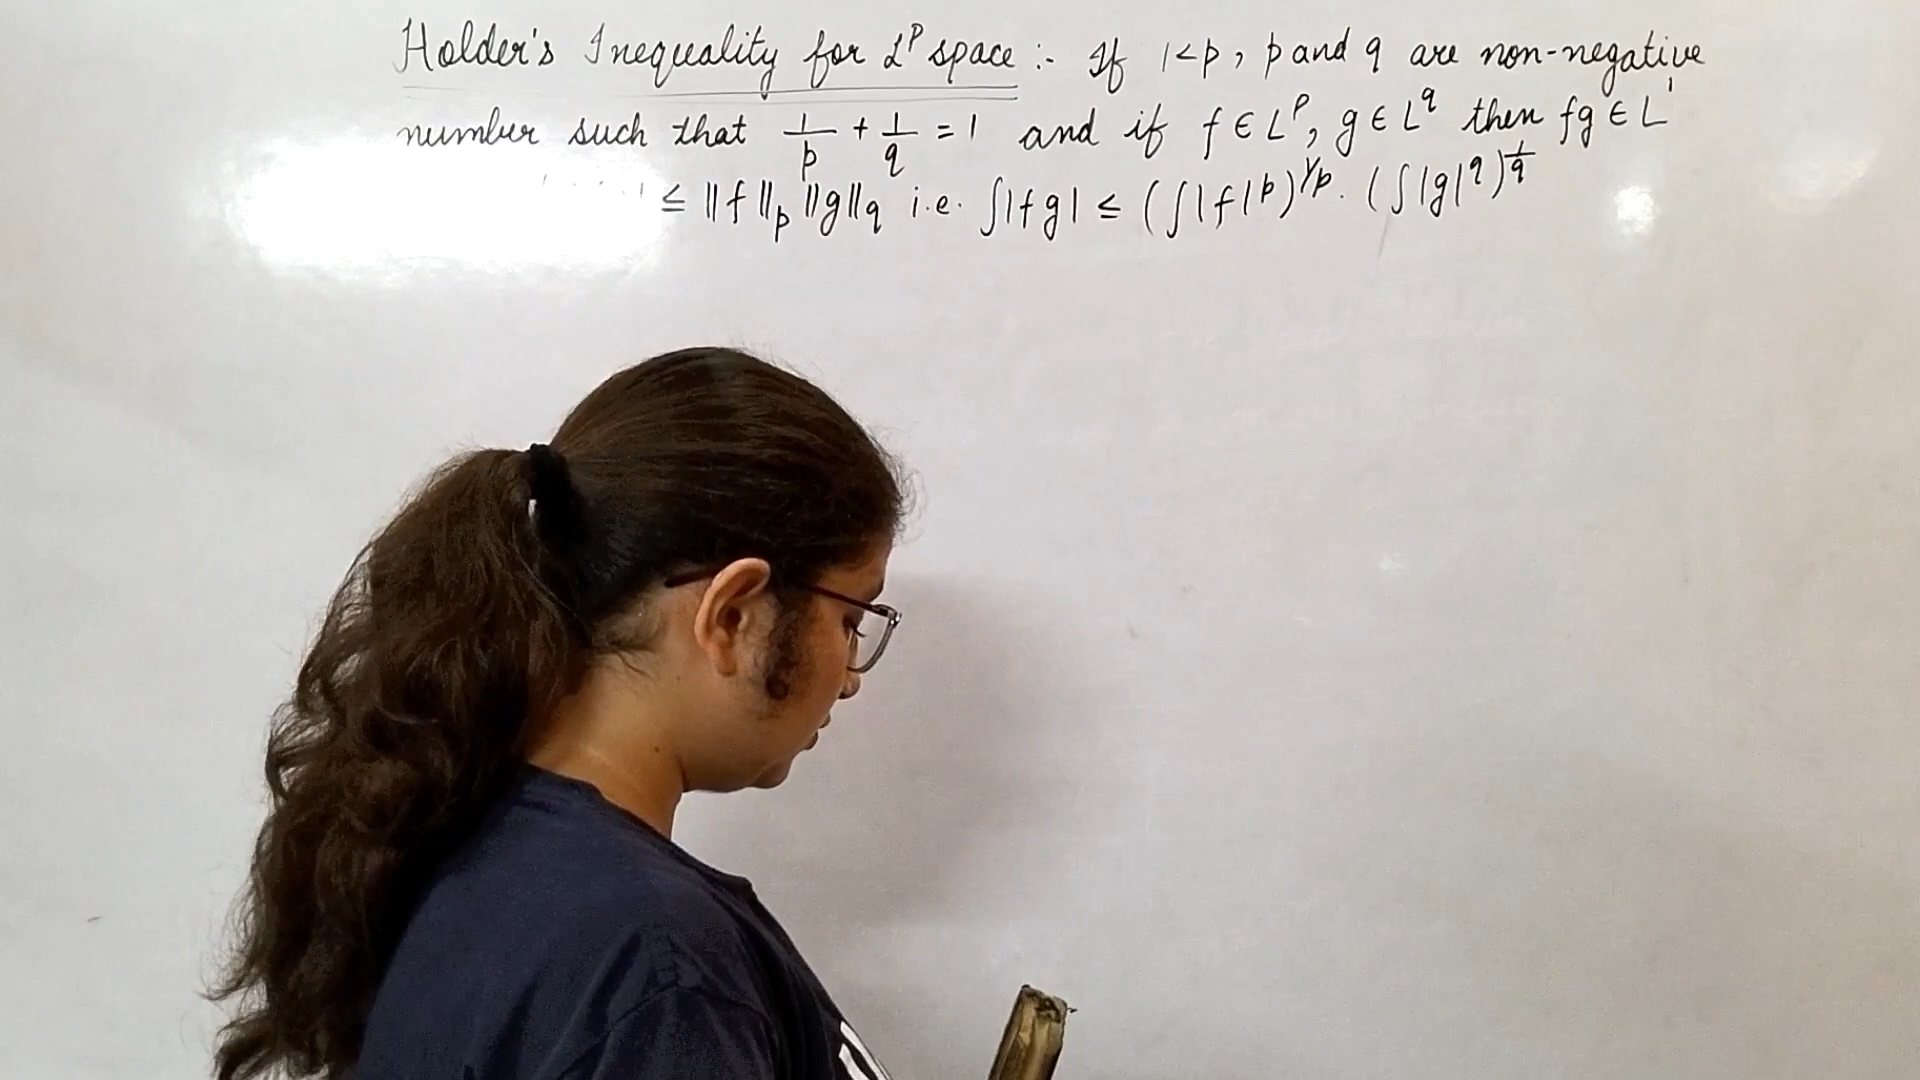 Holder's Inequality for L^p space :- If 1<p, p and q are non-negative
number such that 1/p + 1/q = 1 and if f ∈ L^p, g ∈ L^q then fg ∈ L^1
≤ ||f||_p ||g||_q i.e. ∫|fg| ≤ (∫|f|^p)^1/p . (∫|g|^q)^1/q